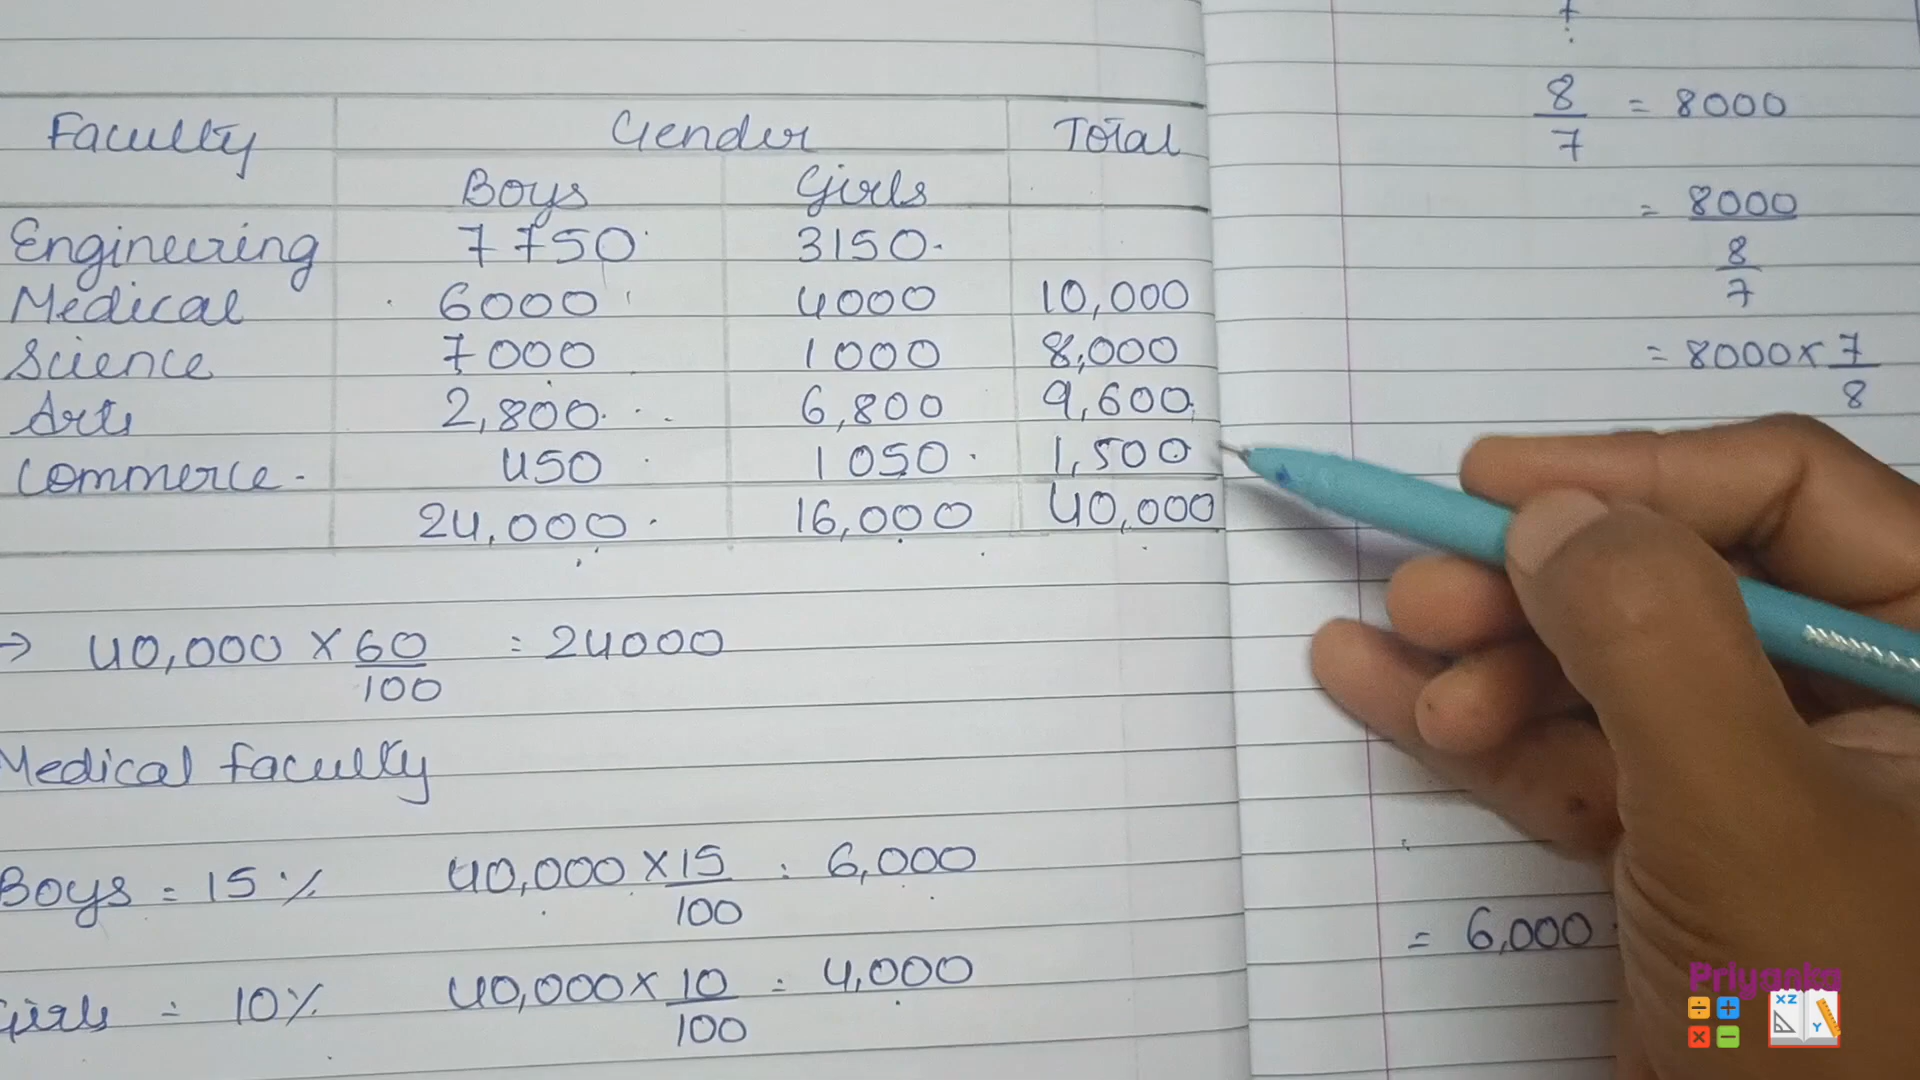 Faculty Gender Total
Boys Girls
Engineering 7750 3150
Medical 6000 4000 10,000
Science 7000 1000 8,000
Arts 2,800 6,800 9,600
Commerce 450 1050 1,500
24,000 16,000 40,000
→ 40,000 × 60/100 = 24000
Medical faculty
Boys = 15% 40,000 × 15/100 = 6,000
Girls = 10% 40,000 × 10/100 = 4,000
8/7 = 8000
= 8000
8/7
= 8000 × 7/8
= 6,000
Priyanka
XZ
Y